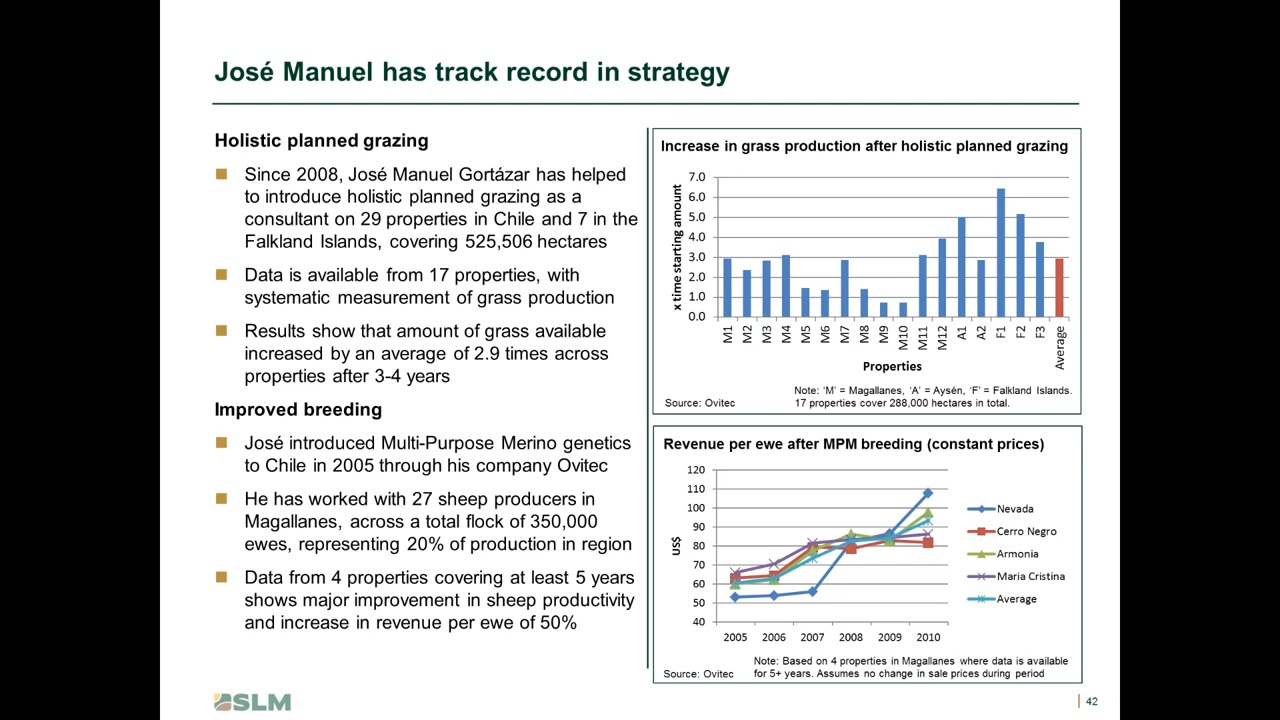 José Manuel has track record in strategy
Holistic planned grazing
Since 2008, José Manuel Gortázar has helped
to introduce holistic planned grazing as a
consultant on 29 properties in Chile and 7 in the
Falkland Islands, covering 525,506 hectares
Data is available from 17 properties, with
systematic measurement of grass production
Results show that amount of grass available
increased by an average of 2.9 times across
properties after 3-4 years
Improved breeding
José introduced Multi-Purpose Merino genetics
to Chile in 2005 through his company Ovitec
He has worked with 27 sheep producers in
Magallanes, across a total flock of 350,000
ewes, representing 20% of production in region
Data from 4 properties covering at least 5 years
shows major improvement in sheep productivity
and increase in revenue per ewe of 50%
Increase in grass production after holistic planned grazing
x time starting amount
7.0
6.0
5.0
4.0
3.0
2.0
1.0
0.0
M1 M2 M3 M4 M5 M6 M7 M8 M9 M10 M11 M12 A1 A2 F1 F2 F3 Average
Properties
Note: ‘M’ = Magallanes, ‘A’ = Aysén, ‘F’ = Falkland Islands.
Source: Ovitec 17 properties cover 288,000 hectares in total.
Revenue per ewe after MPM breeding (constant prices)
US$
120
110
100
90
80
70
60
50
40
2005 2006 2007 2008 2009 2010
Nevada
Cerro Negro
Armonia
Maria Cristina
Average
Note: Based on 4 properties in Magallanes where data is available
Source: Ovitec for 5+ years. Assumes no change in sale prices during period
SLM
42